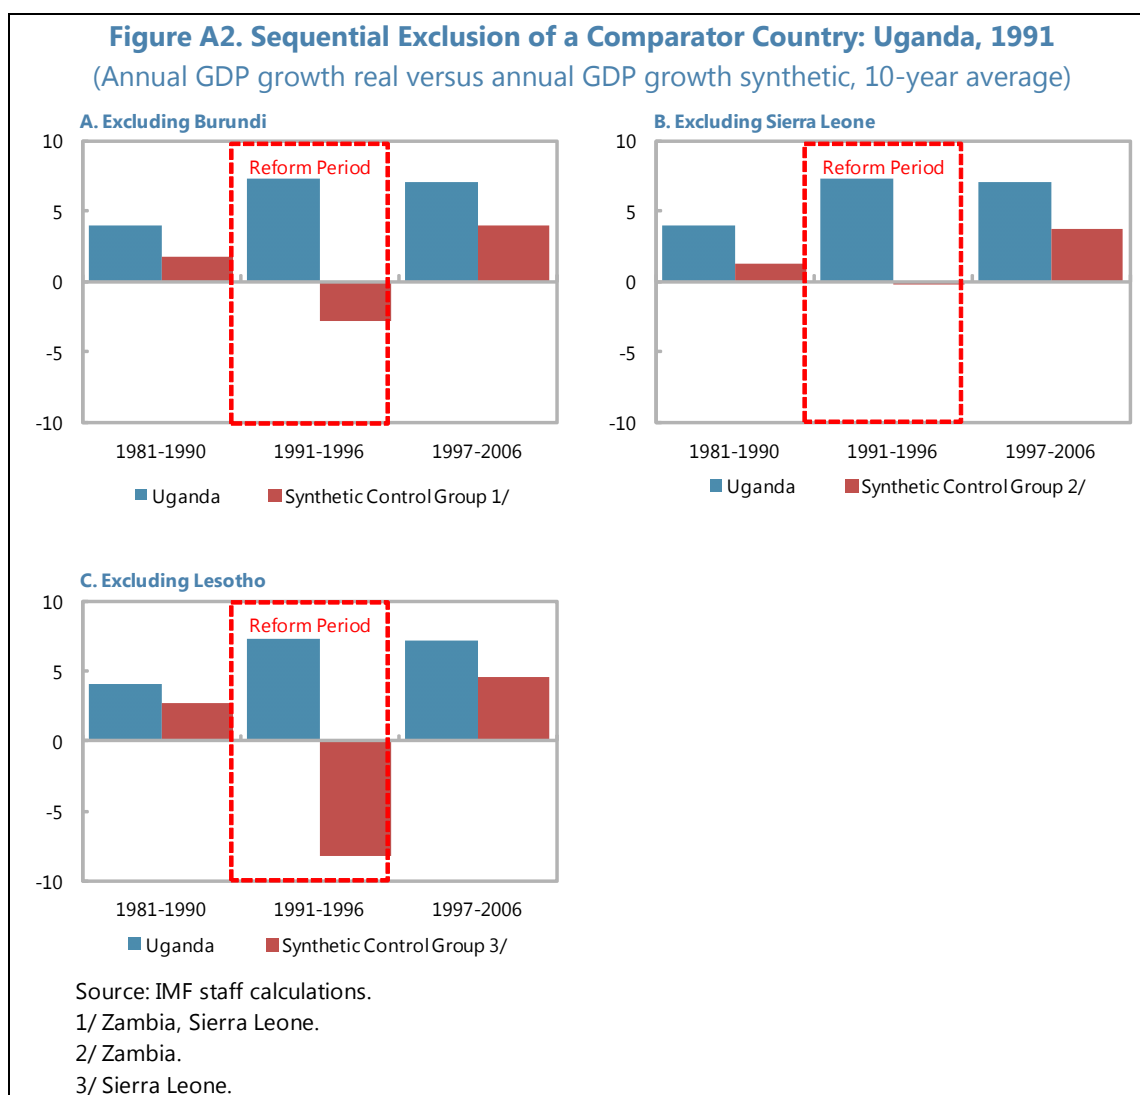 Figure A2. Sequential Exclusion of a Comparator Country: Uganda, 1991
(Annual GDP growth real versus annual GDP growth synthetic, 10-year average)
A. Excluding Burundi
10
5
0
-5
-10
Reform Period
1981-1990 1991-1996 1997-2006
Uganda Synthetic Control Group 1/
B. Excluding Sierra Leone
10
5
0
-5
-10
Reform Period
1981-1990 1991-1996 1997-2006
Uganda Synthetic Control Group 2/
C. Excluding Lesotho
10
5
0
-5
-10
Reform Period
1981-1990 1991-1996 1997-2006
Uganda Synthetic Control Group 3/
Source: IMF staff calculations.
1/ Zambia, Sierra Leone.
2/ Zambia.
3/ Sierra Leone.